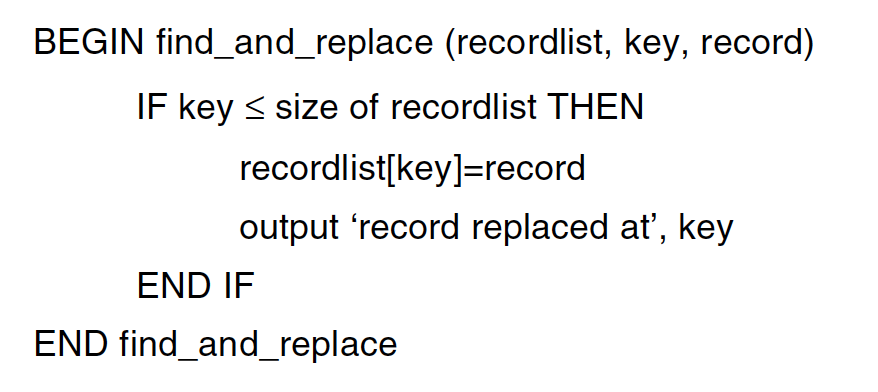 BEGIN find_and_replace (recordlist, key, record)
IF key ≤ size of recordlist THEN
recordlist[key]=record
output ‘record replaced at’, key
END IF
END find_and_replace